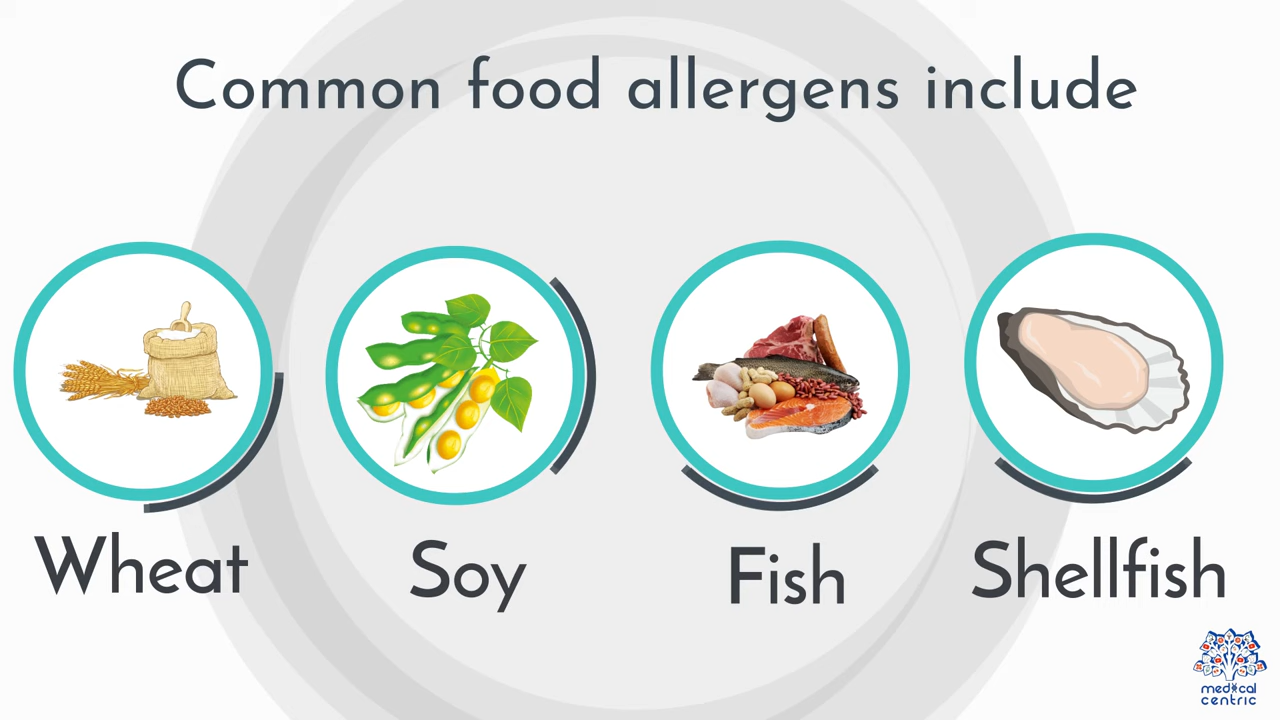 Common food allergens include
Wheat
Soy
Fish
Shellfish
medical
centric